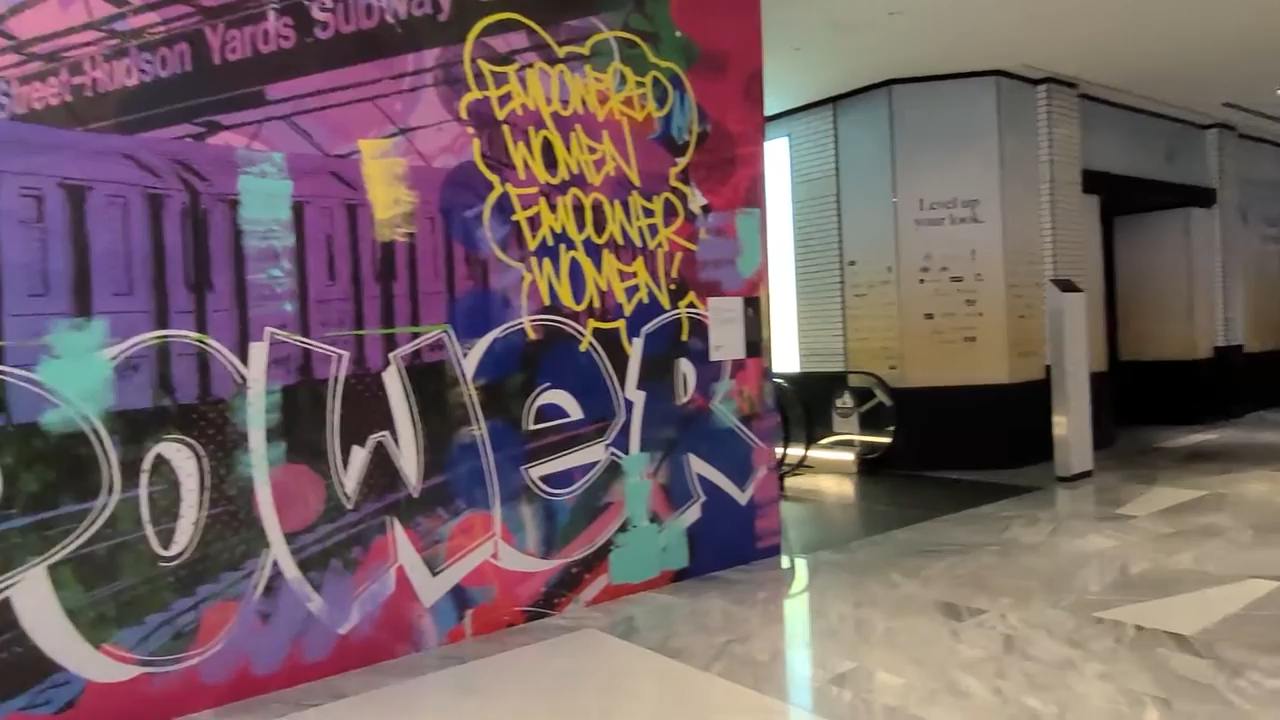 street-Hudson Yards Subway
EMPOWERED
WOMEN
EMPOWER
WOMEN!
PoWeR
Level up
your look.